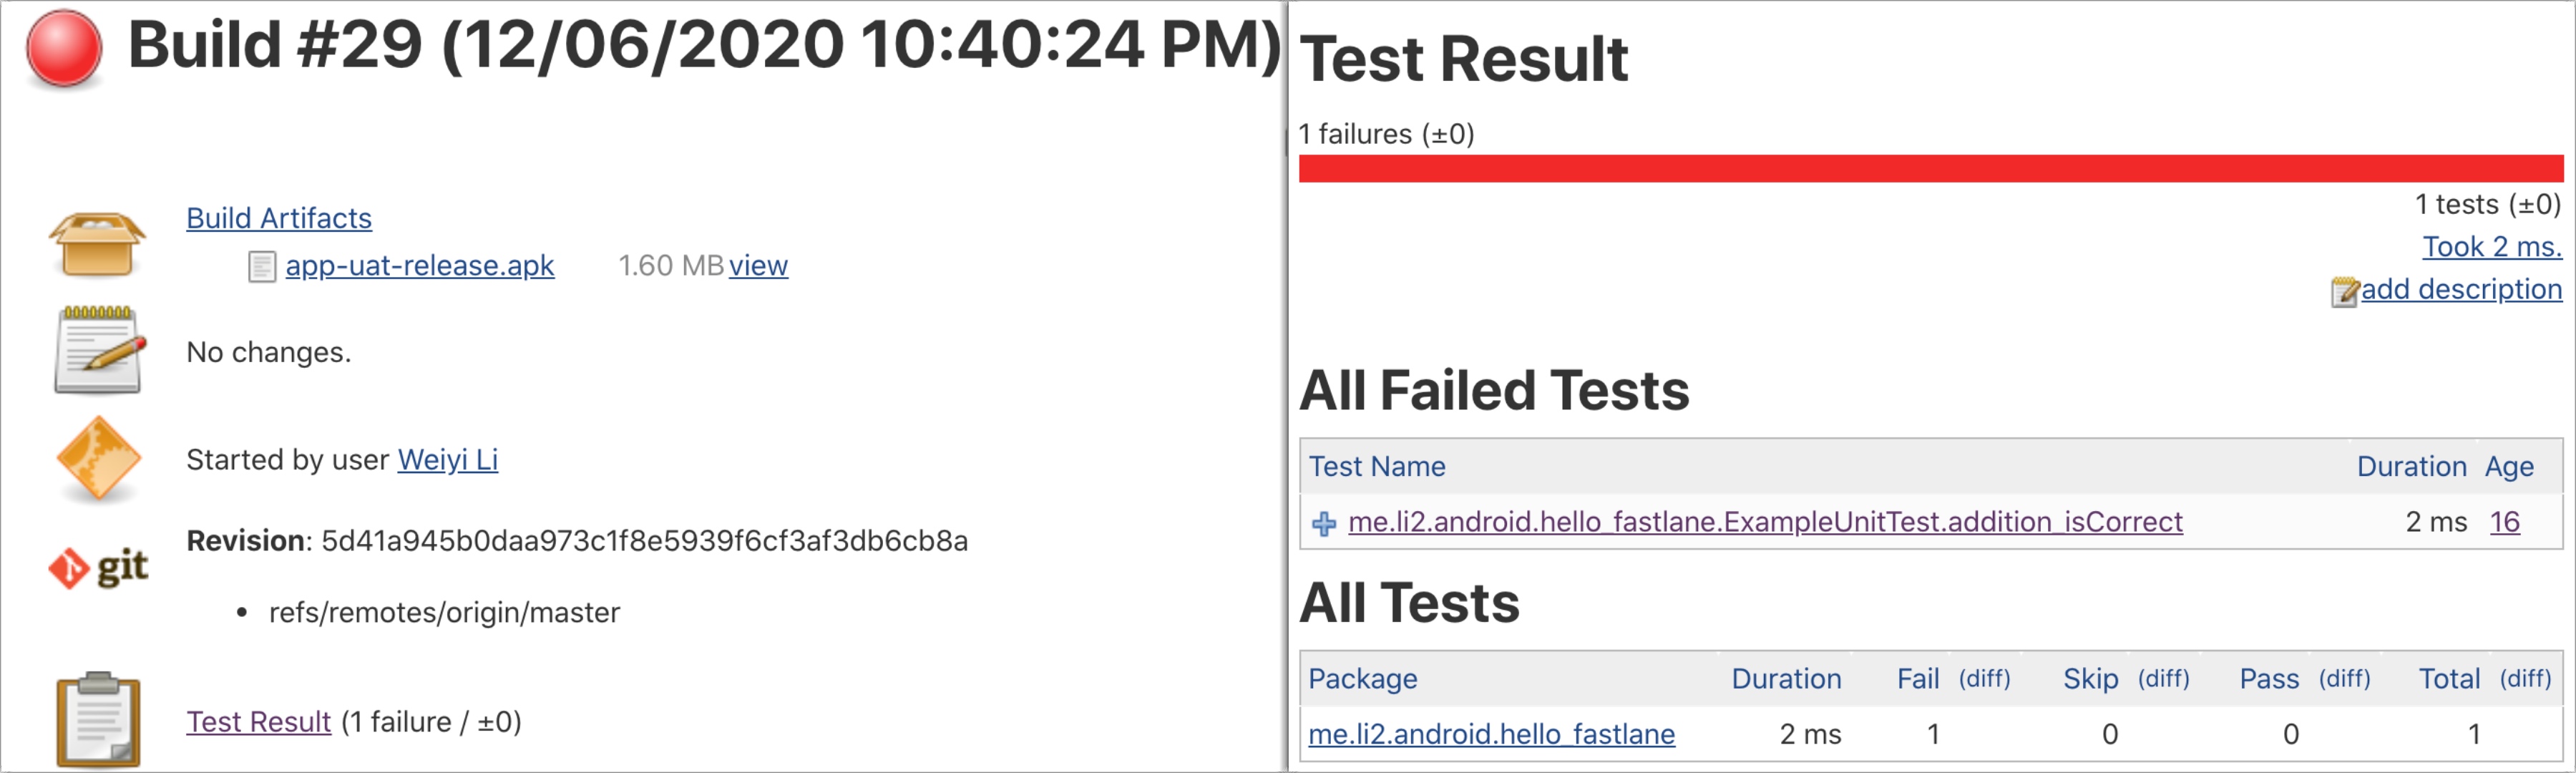 Build #29 (12/06/2020 10:40:24 PM)
Build Artifacts
app-uat-release.apk 1.60 MB view
No changes.
Started by user Weiyi Li
git
Revision: 5d41a945b0daa973c1f8e5939f6cf3af3db6cb8a
• refs/remotes/origin/master
Test Result (1 failure / ±0)
Test Result
1 failures (±0)
1 tests (±0)
Took 2 ms.
add description
All Failed Tests
Test Name Duration Age
me.li2.android.hello_fastlane.ExampleUnitTest.addition_isCorrect 2 ms 16
All Tests
Package Duration Fail (diff) Skip (diff) Pass (diff) Total (diff)
me.li2.android.hello_fastlane 2 ms 1 0 0 1